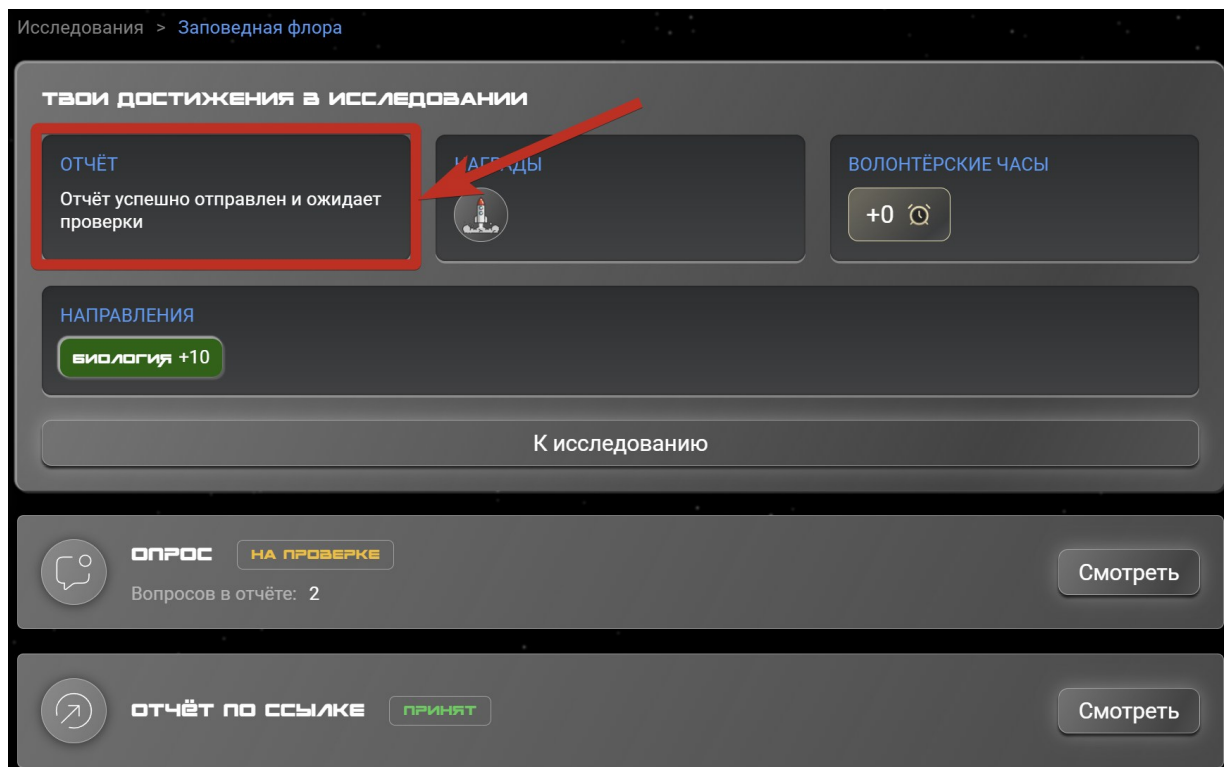 Исследования > Заповедная флора
ТВОИ ДОСТИЖЕНИЯ В ИССЛЕДОВАНИИ
ОТЧЁТ
Отчёт успешно отправлен и ожидает
проверки
НАГРАДЫ
ВОЛОНТЁРСКИЕ ЧАСЫ
+0
НАПРАВЛЕНИЯ
БИОЛОГИЯ +10
К исследованию
ОПРОС НА ПРОВЕРКЕ
Вопросов в отчёте: 2
Смотреть
ОТЧЁТ ПО ССЫЛКЕ ПРИНЯТ
Смотреть